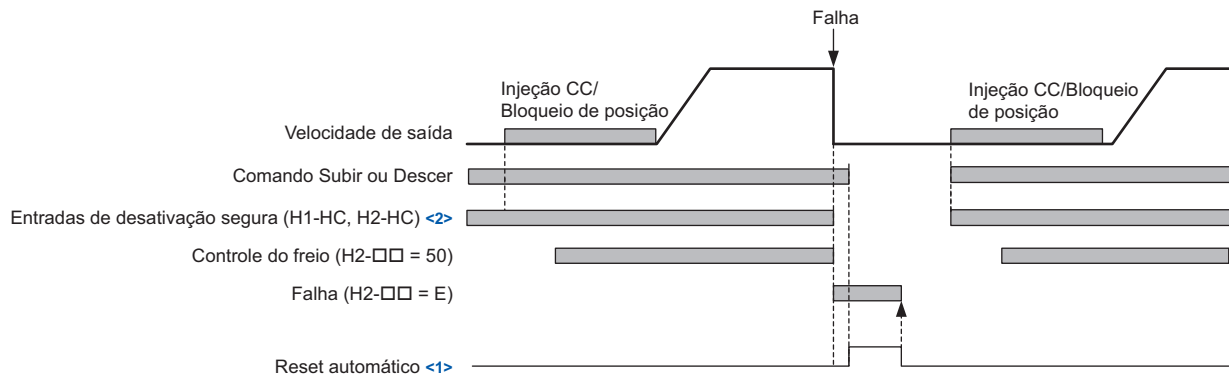 Falha
Injeção CC/
Bloqueio de posição
Injeção CC/Bloqueio
de posição
Velocidade de saída
Comando Subir ou Descer
Entradas de desativação segura (H1-HC, H2-HC) <2>
Controle do freio (H2-□□ = 50)
Falha (H2-□□ = E)
Reset automático <1>